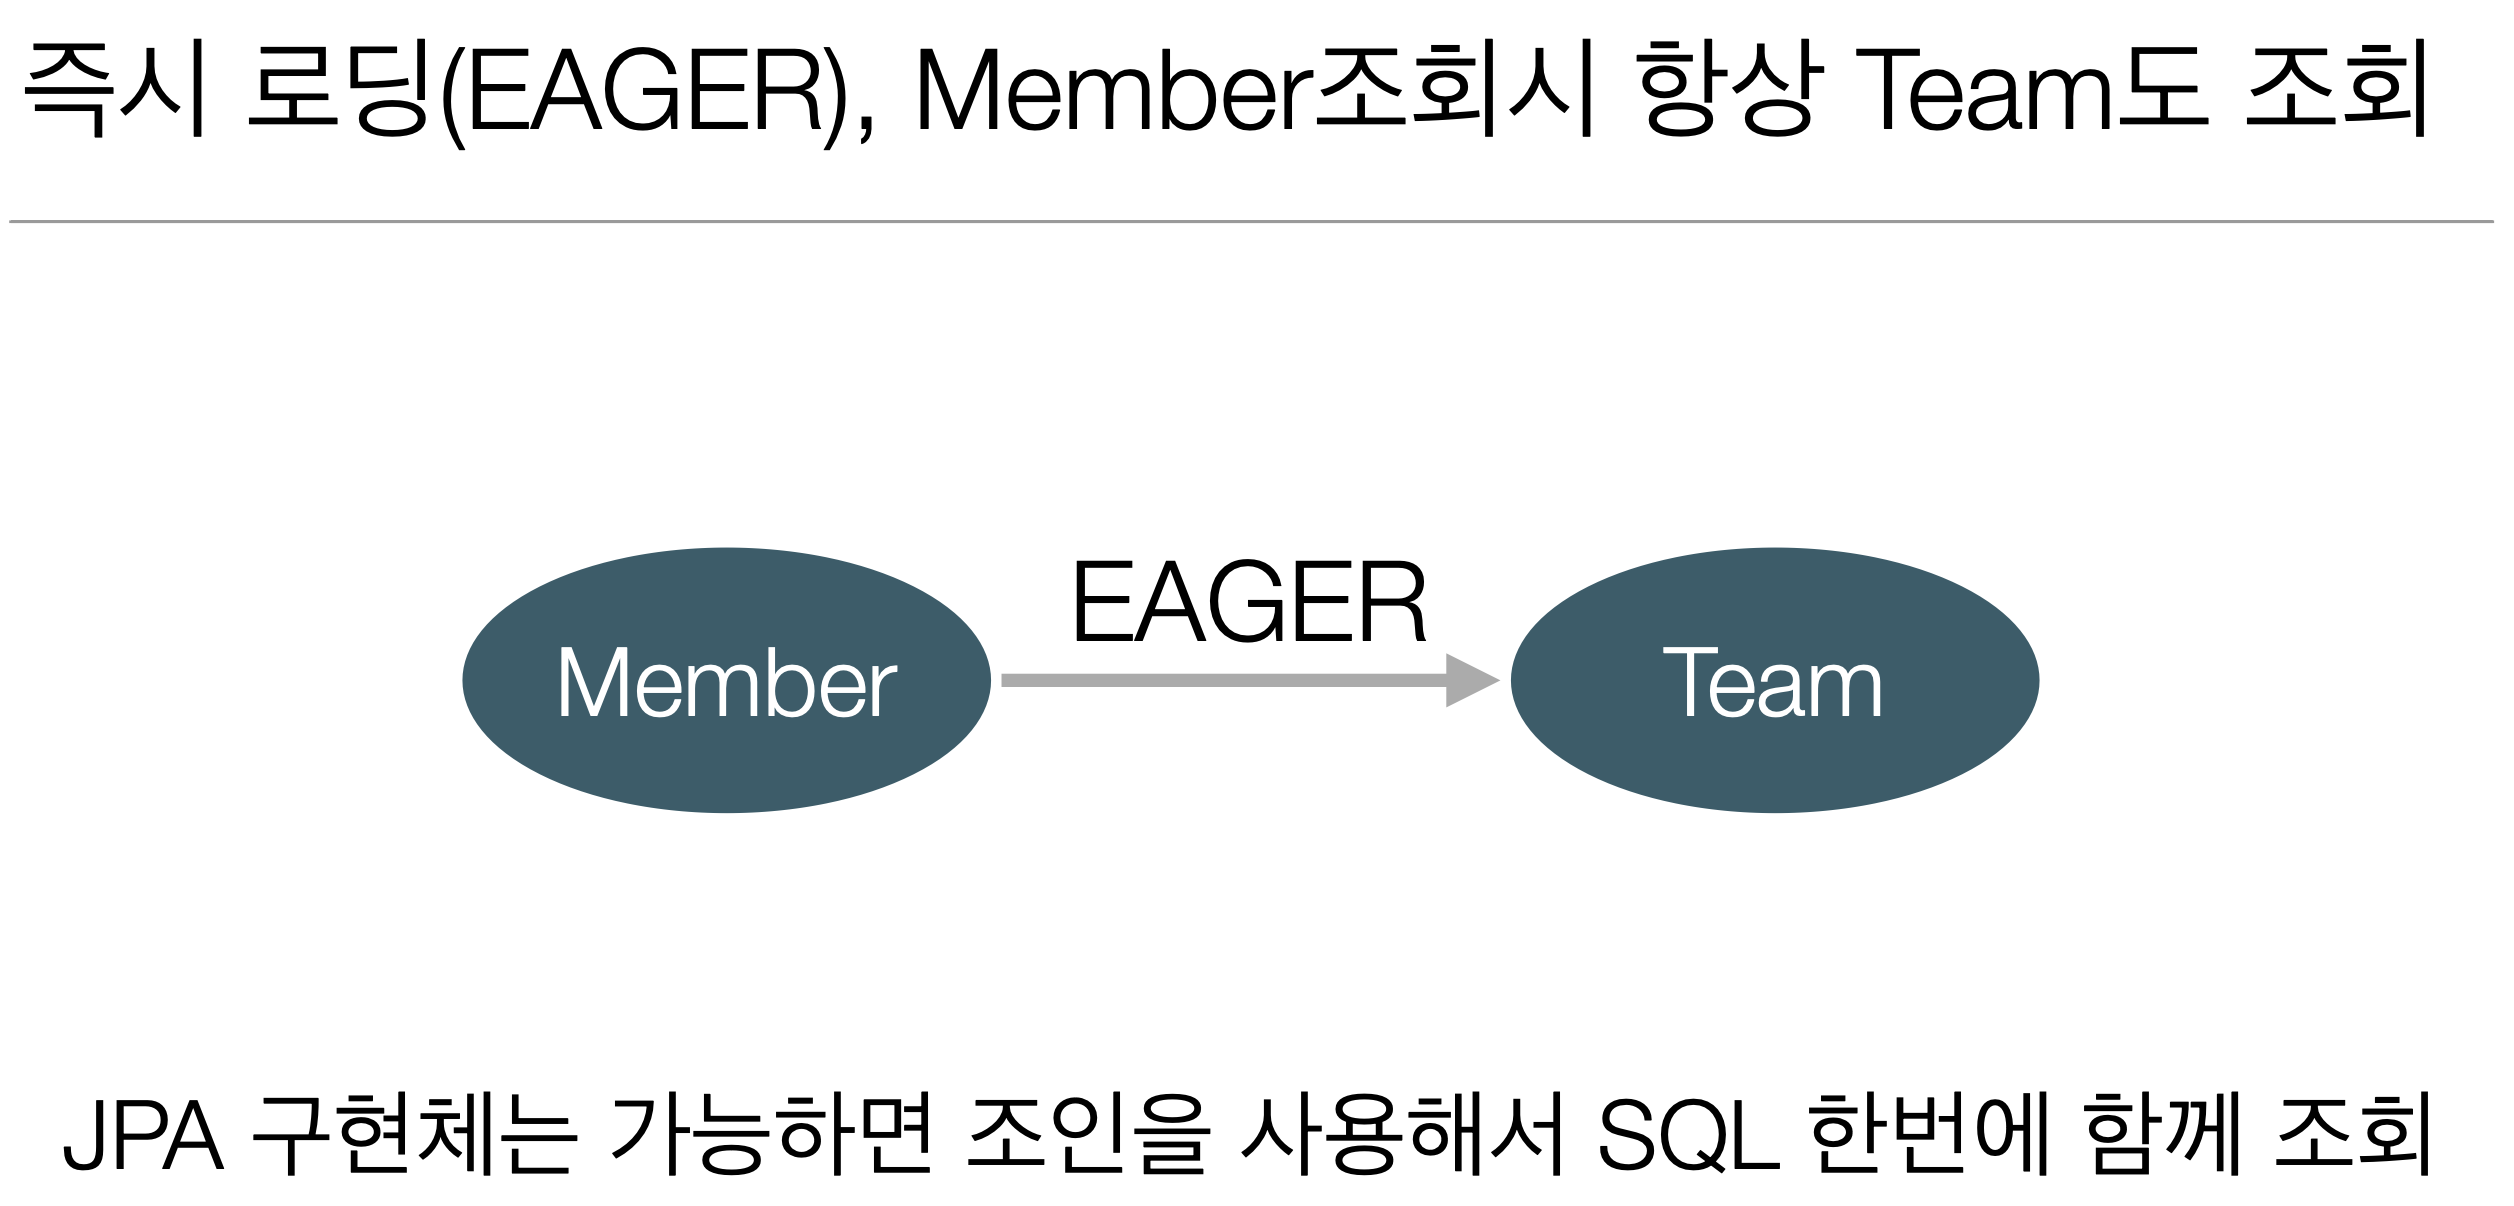 즉시 로딩(EAGER), Member조회시 항상 Team도 조회
EAGER
Member
Team
JPA 구현체는 가능하면 조인을 사용해서 SQL 한번에 함께 조회